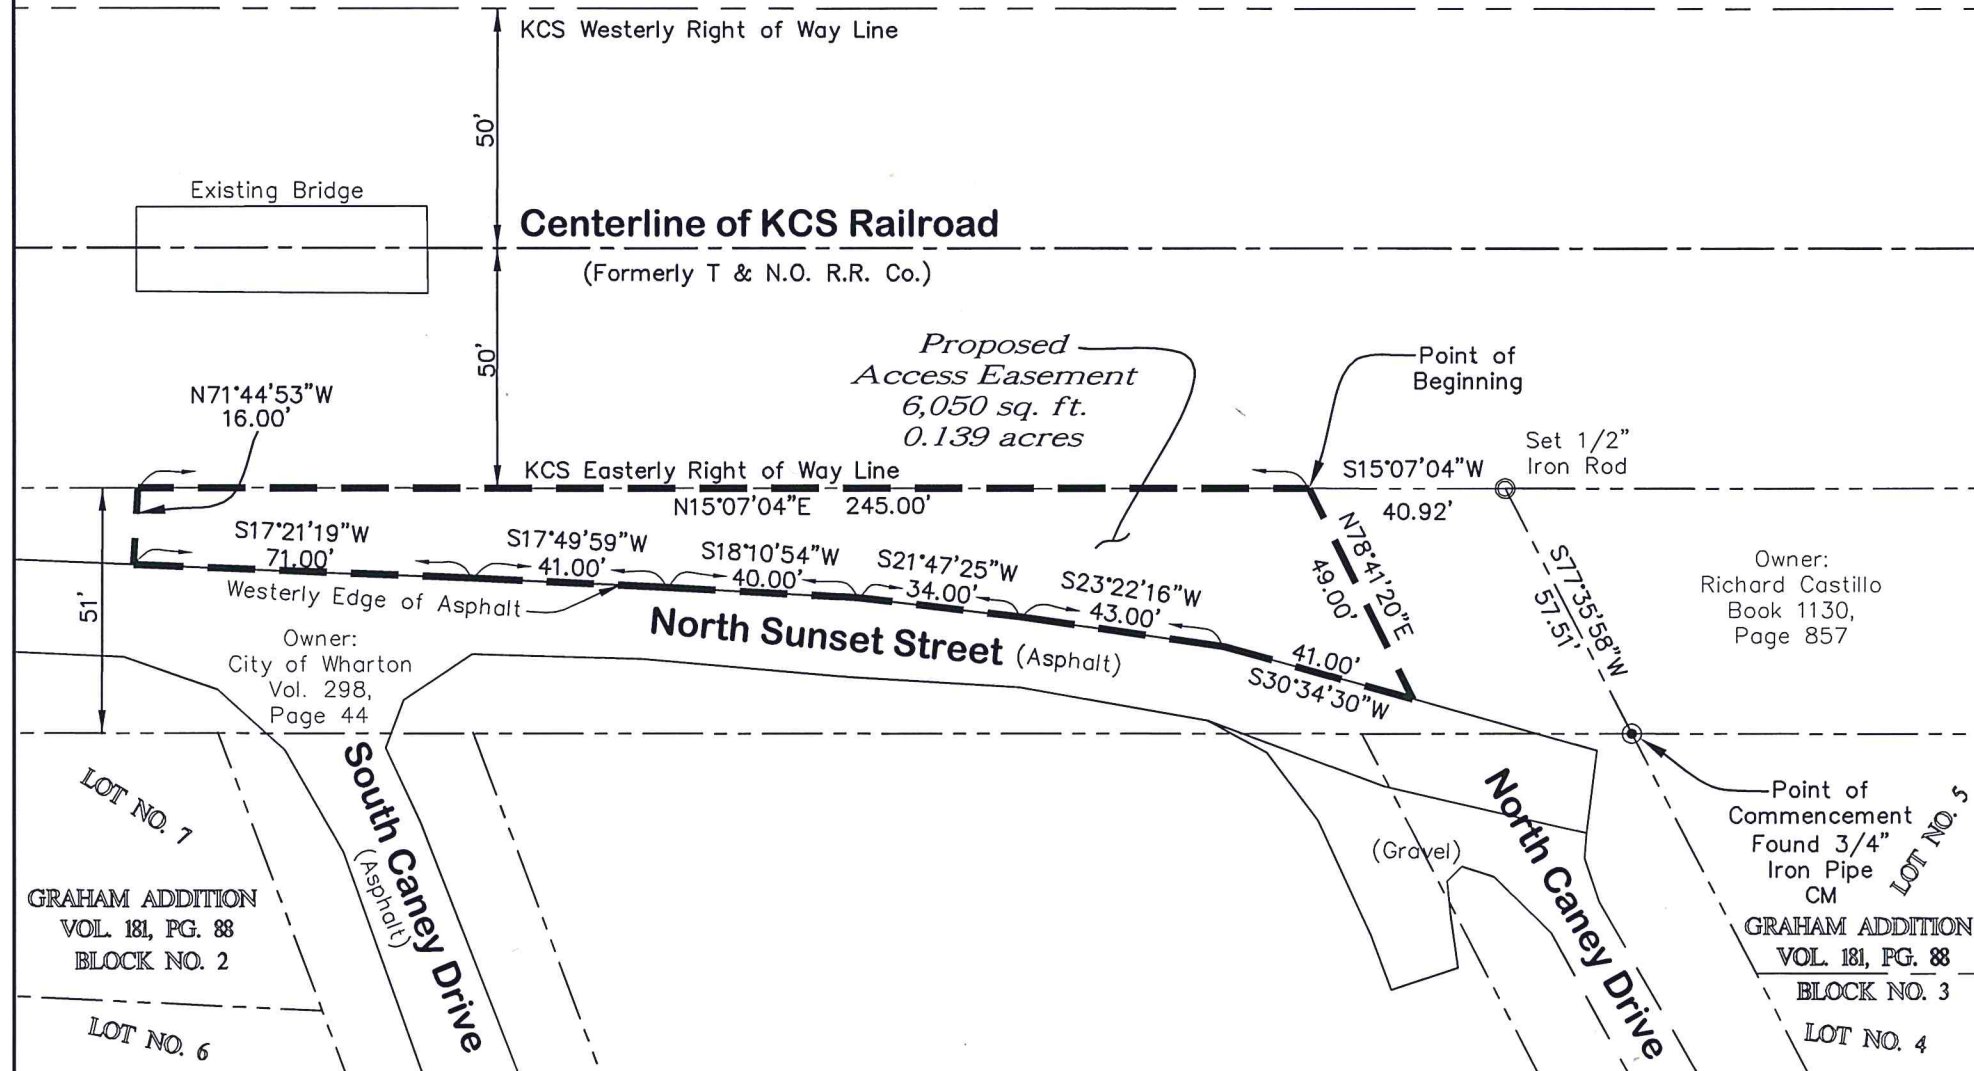 KCS Westerly Right of Way Line
50'
Existing Bridge
Centerline of KCS Railroad
(Formerly T & N.O. R.R. Co.)
50'
Proposed
Access Easement
6,050 sq. ft.
0.139 acres
Point of
Beginning
N71°44'53"W
16.00'
Set 1/2"
Iron Rod
KCS Easterly Right of Way Line
S15°07'04"W
40.92'
N15°07'04"E 245.00'
S17°21'19"W
71.00'
S17°49'59"W
41.00'
S18°10'54"W
40.00'
S21°47'25"W
34.00'
S23°22'16"W
43.00'
N78°41'20"E
49.00'
S77°35'58"W
57.51'
Owner:
Richard Castillo
Book 1130,
Page 857
51'
Westerly Edge of Asphalt
North Sunset Street (Asphalt)
41.00'
S30°34'30"W
Owner:
City of Wharton
Vol. 298,
Page 44
LOT NO. 7
South Caney Drive
(Asphalt)
North Caney Drive
(Gravel)
Point of
Commencement
Found 3/4"
Iron Pipe
CM
LOT NO. 5
GRAHAM ADDITION
VOL. 181, PG. 88
BLOCK NO. 2
LOT NO. 6
GRAHAM ADDITION
VOL. 181, PG. 88
BLOCK NO. 3
LOT NO. 4